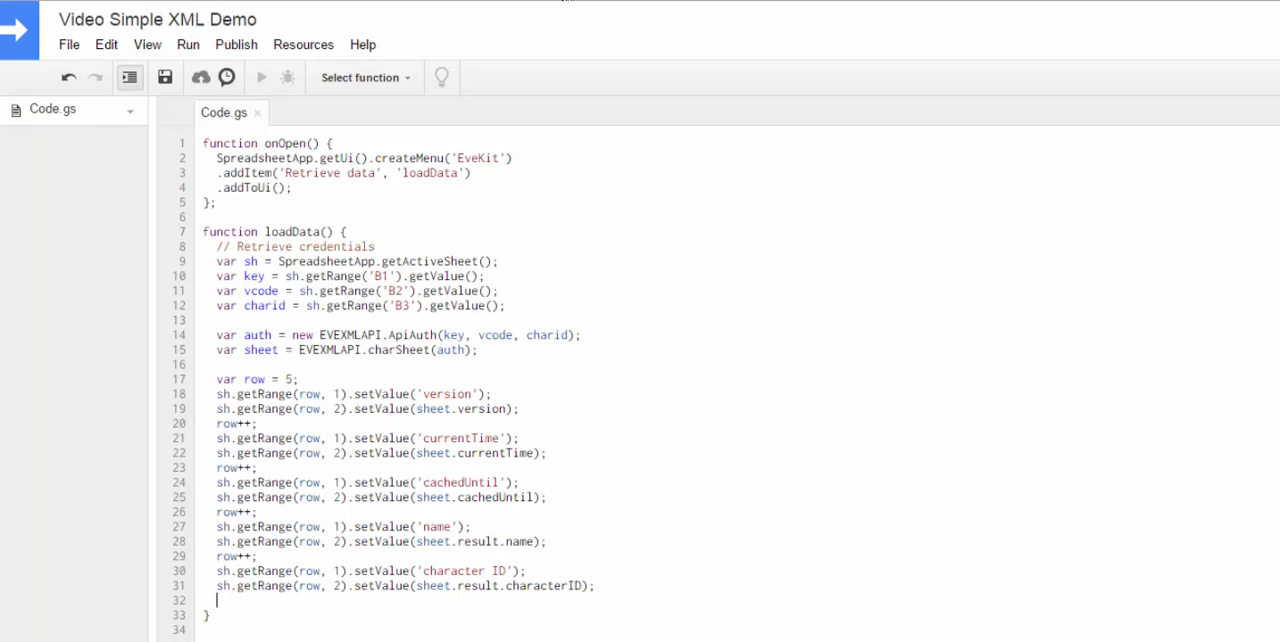 Video Simple XML Demo
File Edit View Run Publish Resources Help
Select function
Code.gs
Code.gs ×
1 function onOpen() {
2 SpreadsheetApp.getUi().createMenu('EveKit')
3 .addItem('Retrieve data', 'loadData')
4 .addToUi();
5 };
6
7 function loadData() {
8 // Retrieve credentials
9 var sh = SpreadsheetApp.getActiveSheet();
10 var key = sh.getRange('B1').getValue();
11 var vcode = sh.getRange('B2').getValue();
12 var charid = sh.getRange('B3').getValue();
13
14 var auth = new EVEXMLAPI.ApiAuth(key, vcode, charid);
15 var sheet = EVEXMLAPI.charSheet(auth);
16
17 var row = 5;
18 sh.getRange(row, 1).setValue('version');
19 sh.getRange(row, 2).setValue(sheet.version);
20 row++;
21 sh.getRange(row, 1).setValue('currentTime');
22 sh.getRange(row, 2).setValue(sheet.currentTime);
23 row++;
24 sh.getRange(row, 1).setValue('cachedUntil');
25 sh.getRange(row, 2).setValue(sheet.cachedUntil);
26 row++;
27 sh.getRange(row, 1).setValue('name');
28 sh.getRange(row, 2).setValue(sheet.result.name);
29 row++;
30 sh.getRange(row, 1).setValue('character ID');
31 sh.getRange(row, 2).setValue(sheet.result.characterID);
32
33 }
34